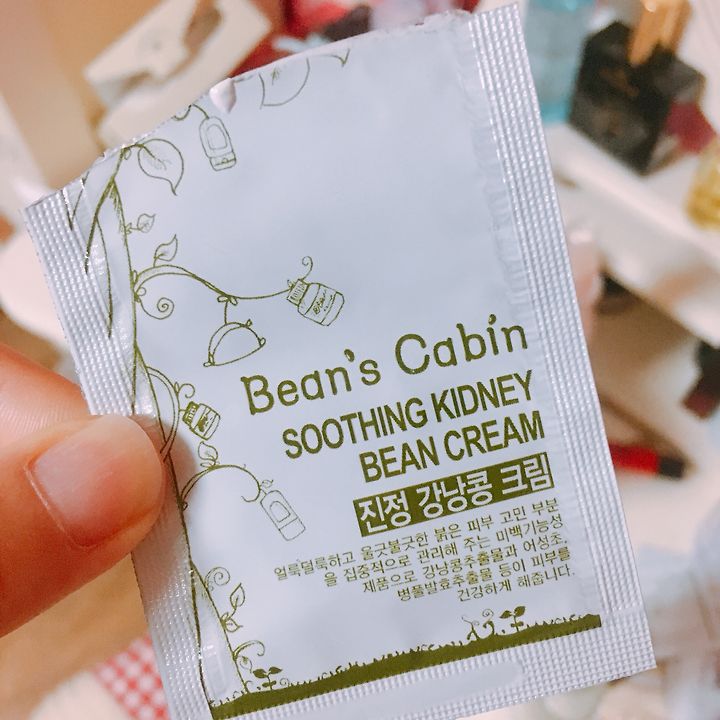 Bean's Cabin
SOOTHING KIDNEY
BEAN CREAM
진정 강낭콩 크림
얼룩덜룩하고 울긋불긋한 붉은 피부 고민 부분
을 집중적으로 관리해 주는 미백기능성
제품으로 강낭콩추출물과 어성초,
병풀발효추출물 등이 피부를
건강하게 해줍니다.